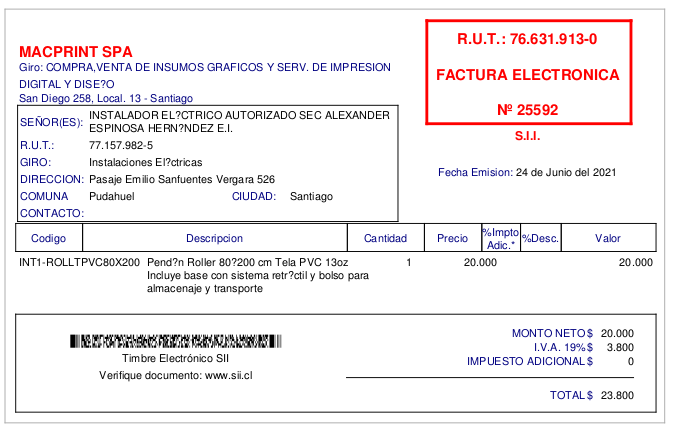 MACPRINT SPA
Giro: COMPRA,VENTA DE INSUMOS GRAFICOS Y SERV. DE IMPRESION
DIGITAL Y DISE?O
San Diego 258, Local. 13 - Santiago
R.U.T.: 76.631.913-0
FACTURA ELECTRONICA
Nº 25592
S.I.I.
SEÑOR(ES): INSTALADOR EL?CTRICO AUTORIZADO SEC ALEXANDER
ESPINOSA HERN?NDEZ E.I.
R.U.T.: 77.157.982-5
GIRO: Instalaciones El?ctricas
DIRECCION: Pasaje Emilio Sanfuentes Vergara 526
COMUNA Pudahuel CIUDAD: Santiago
CONTACTO:
Fecha Emision: 24 de Junio del 2021
Codigo Descripcion Cantidad Precio %Impto Adic.* %Desc. Valor
INT1-ROLLTPVC80X200 Pend?n Roller 80?200 cm Tela PVC 13oz 1 20.000 20.000
Incluye base con sistema retr?ctil y bolso para
almacenaje y transporte
Timbre Electrónico SII
Verifique documento: www.sii.cl
MONTO NETO $ 20.000
I.V.A. 19% $ 3.800
IMPUESTO ADICIONAL $ 0
TOTAL $ 23.800